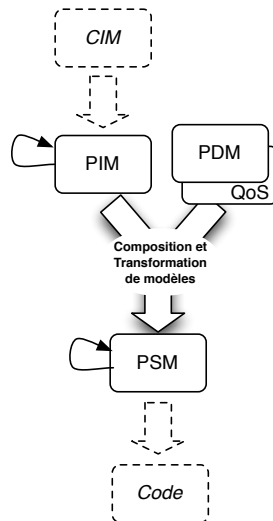 CIM
PIM
PDM
QoS
Composition et
Transformation
de modèles
PSM
Code